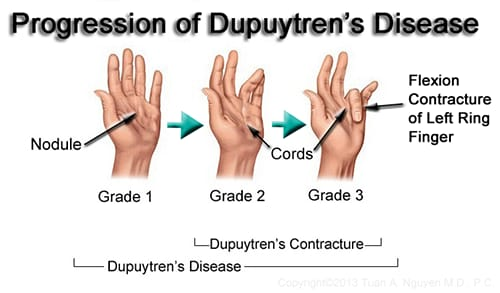 Progression of Dupuytren's Disease
Flexion
Contracture
of Left Ring
Finger
Nodule
Cords
Grade 1
Grade 2
Grade 3
Dupuytren's Contracture
Dupuytren's Disease
Copyright©2013 Tuan A. Nguyen M.D., P.C.